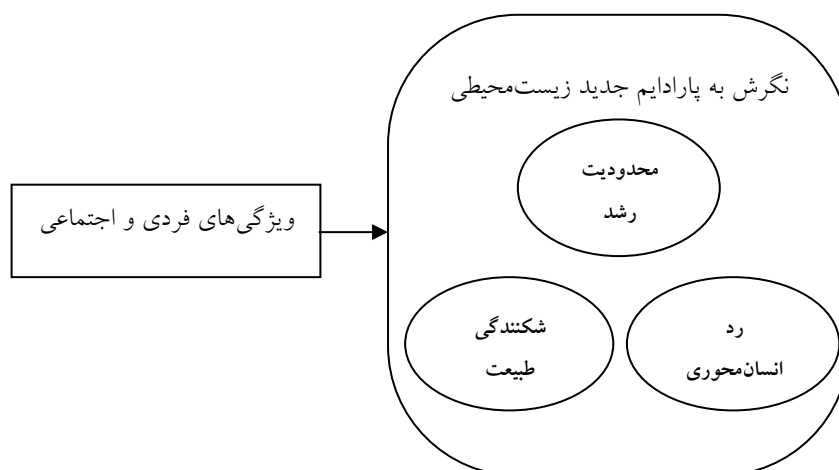 نگرش به پارادایم جدید زیست‌محیطی
محدودیت
رشد
ویژگی‌های فردی و اجتماعی
رد
انسان‌محوری
شکنندگی
طبیعت